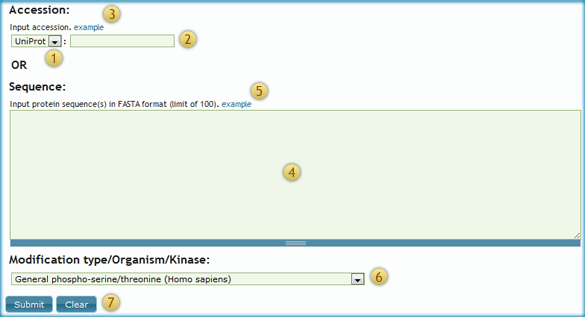 Accession: 3
Input accession. example
UniProt : 2
1
OR
Sequence: 5
Input protein sequence(s) in FASTA format (limit of 100). example
4
Modification type/Organism/Kinase:
General phospho-serine/threonine (Homo sapiens) 6
Submit Clear 7